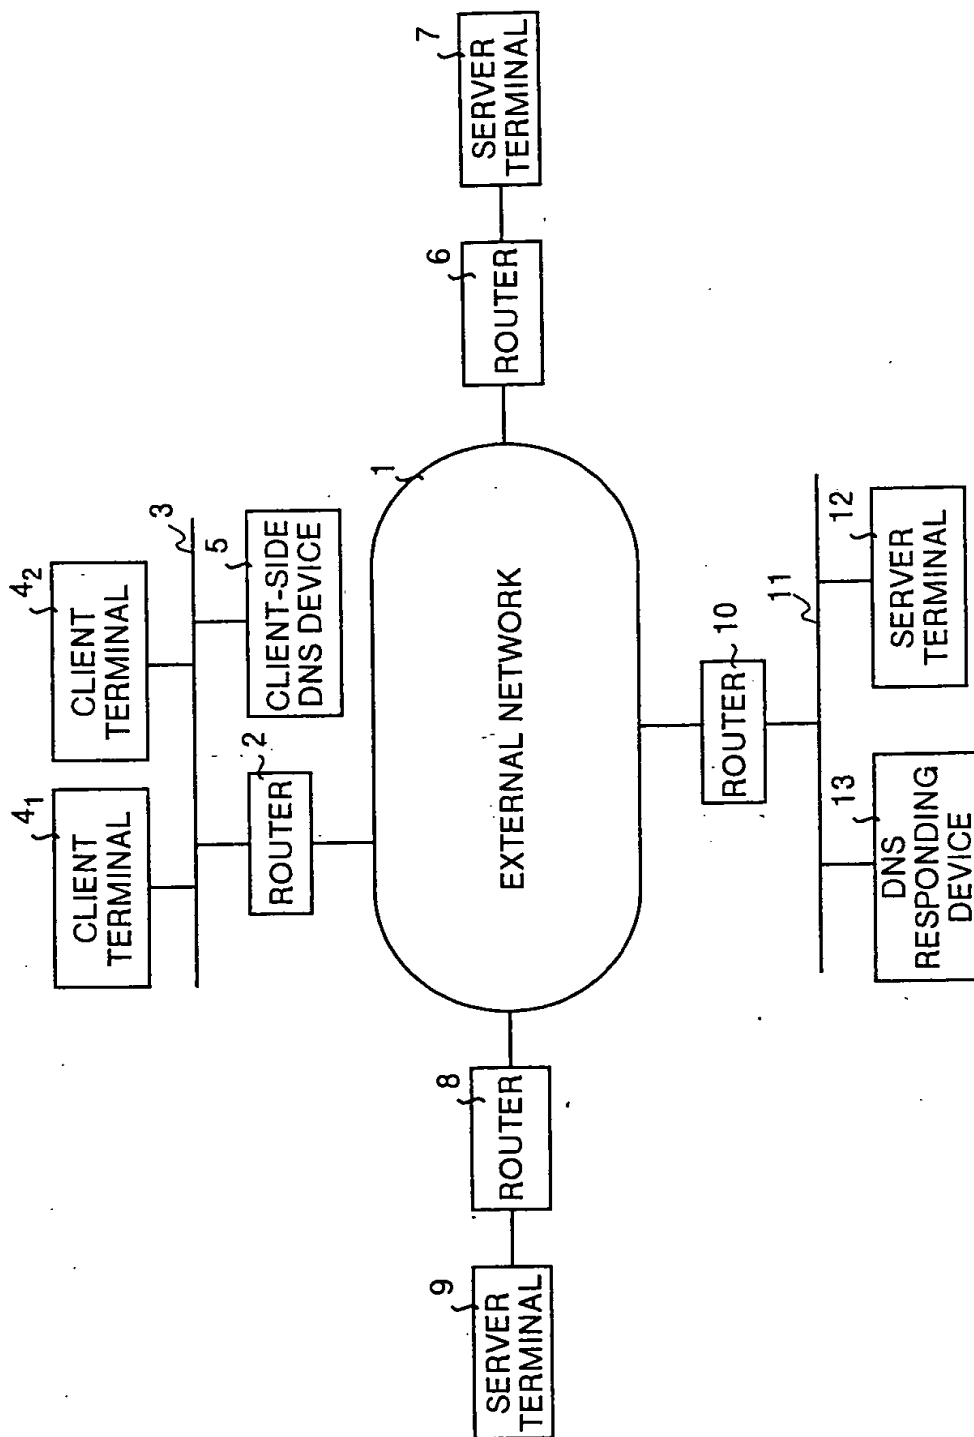 4₁
CLIENT
TERMINAL
4₂
CLIENT
TERMINAL
3
5
CLIENT-SIDE
DNS DEVICE
2
ROUTER
1
EXTERNAL NETWORK
9
SERVER
TERMINAL
8
ROUTER
6
ROUTER
7
SERVER
TERMINAL
10
ROUTER
11
13
DNS
RESPONDING
DEVICE
12
SERVER
TERMINAL